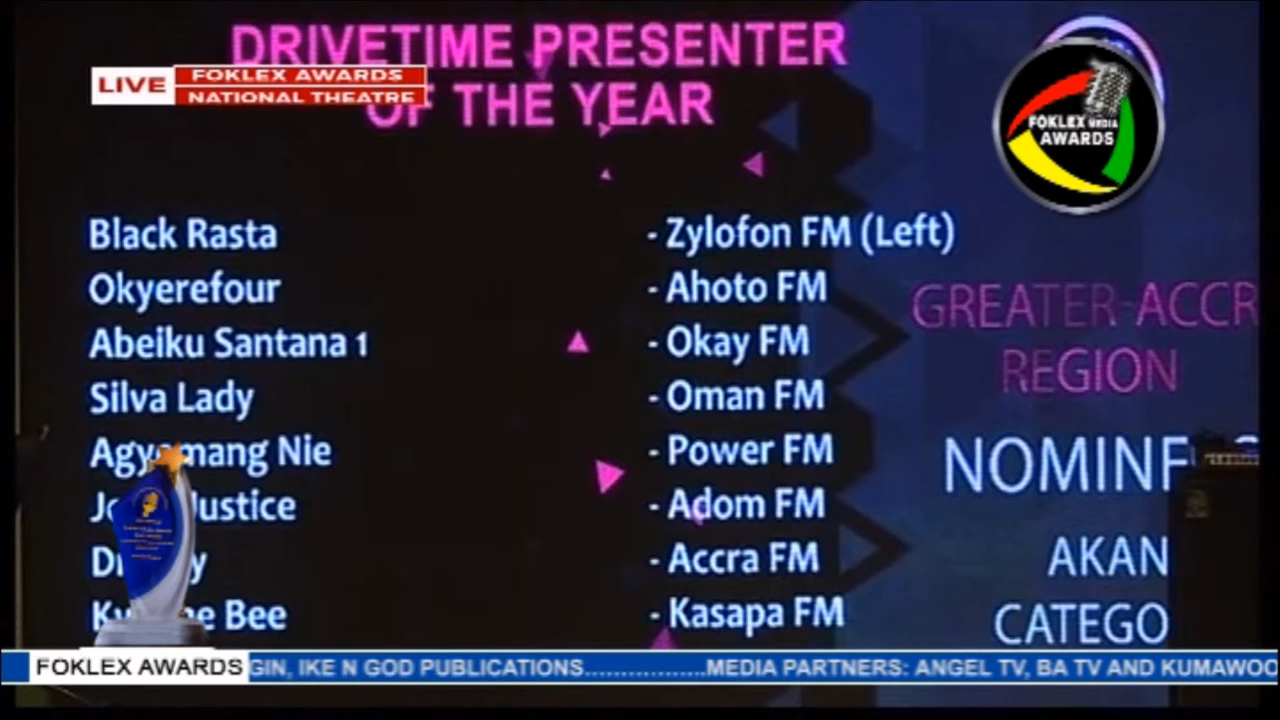 DRIVETIME PRESENTER
OF THE YEAR
LIVE
FOKLEX AWARDS
NATIONAL THEATRE
FOKLEX MEDIA
AWARDS
Black Rasta - Zylofon FM (Left)
Okyerefour - Ahoto FM
Abeiku Santana 1 - Okay FM
Silva Lady - Oman FM
Nie - Power FM
- Adom FM
- Accra FM
Bee - Kasapa FM
GREATER-ACCR
REGION
NOMINE
AKAN
CATEGO
FOKLEX AWARDS
GIN, IKE N GOD PUBLICATIONS..................MEDIA PARTNERS: ANGEL TV, BA TV AND KUMAWOO